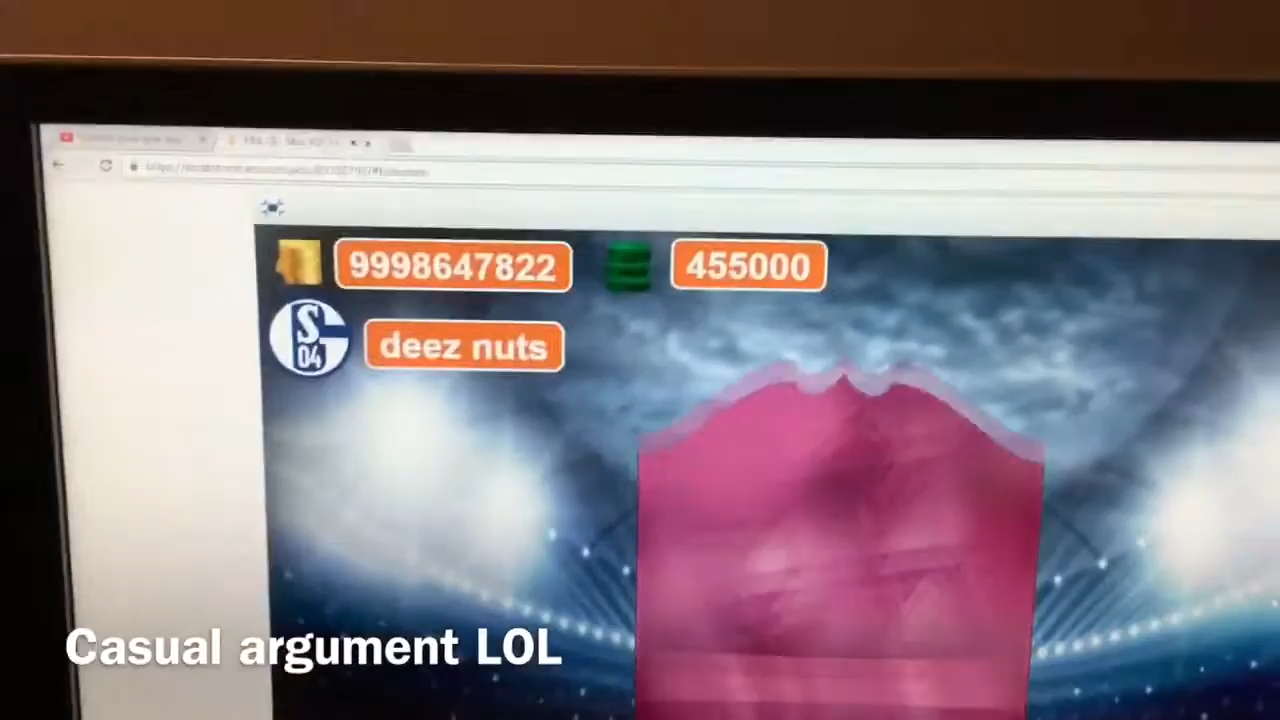 9998647822 455000
S
04
deez nuts
Casual argument LOL